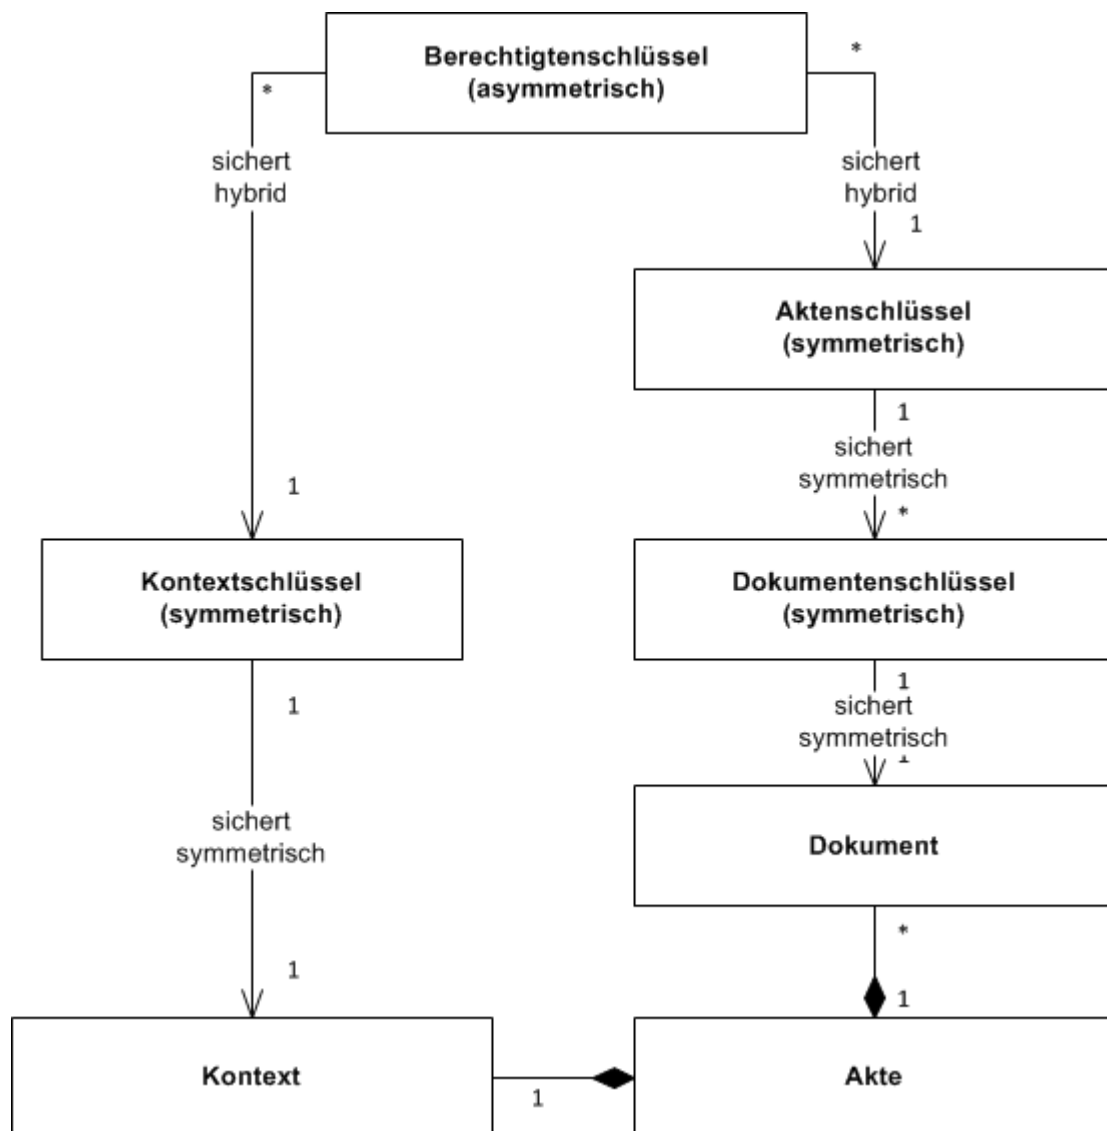 Berechtigtenschlüssel
(asymmetrisch)
*
*
sichert
hybrid
sichert
hybrid
1
Aktenschlüssel
(symmetrisch)
1
sichert
symmetrisch
1
*
Kontextschlüssel
(symmetrisch)
Dokumentenschlüssel
(symmetrisch)
1
1
sichert
symmetrisch
1
sichert
symmetrisch
Dokument
*
1
1
Kontext
1
Akte